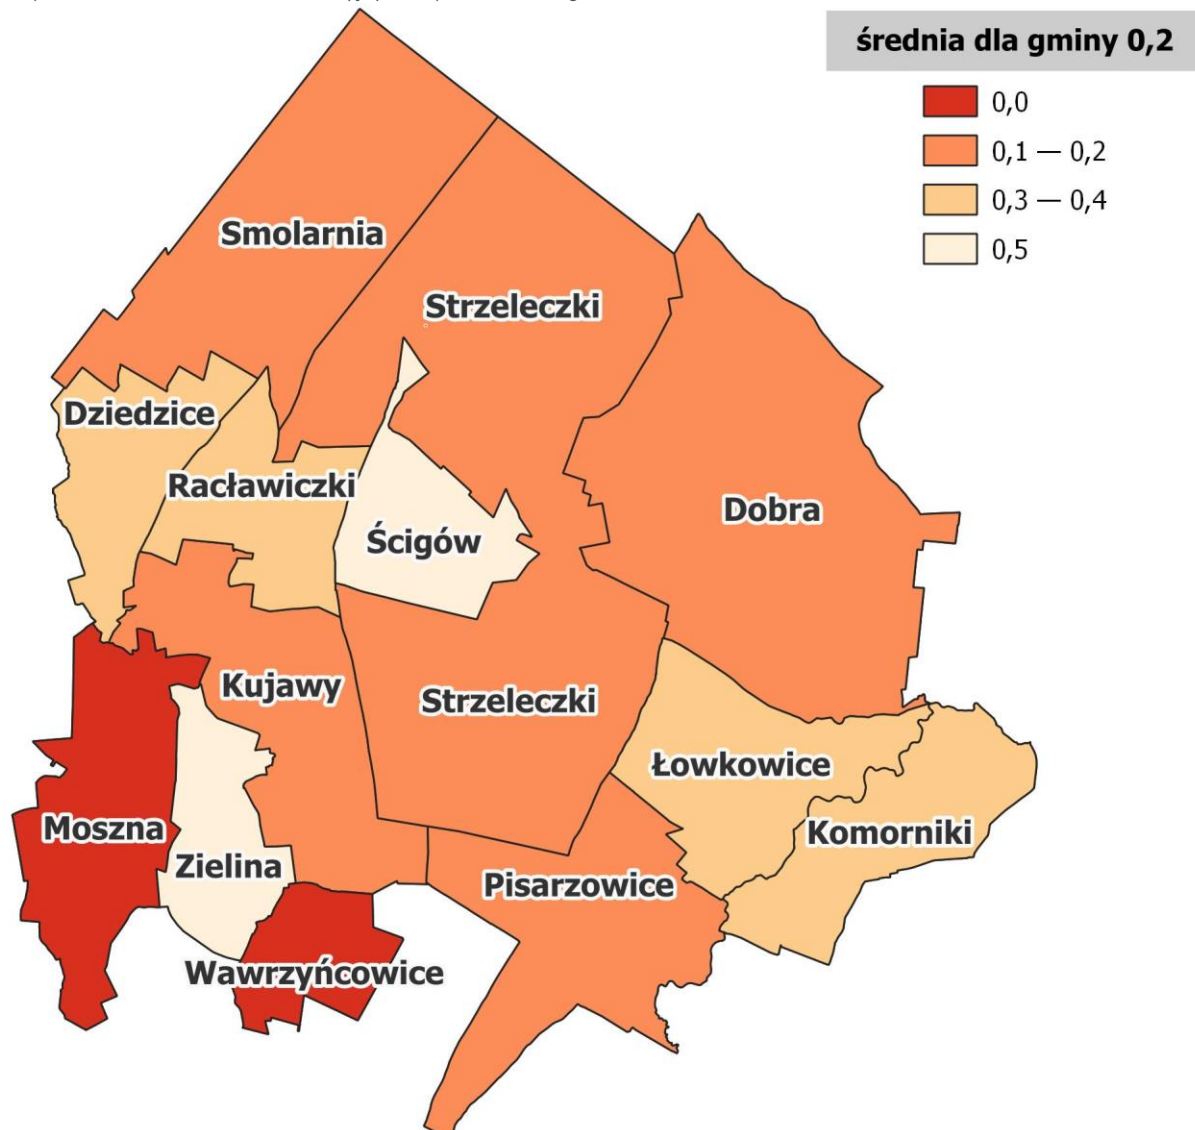 średnia dla gminy 0,2
0,0
0,1 — 0,2
0,3 — 0,4
0,5
Smolarnia
Strzeleczki
Dziedzice
Racławiczki
Ścigów
Dobra
Kujawy
Strzeleczki
Łowkowice
Moszna
Komorniki
Zielina
Pisarzowice
Wawrzyńcowice